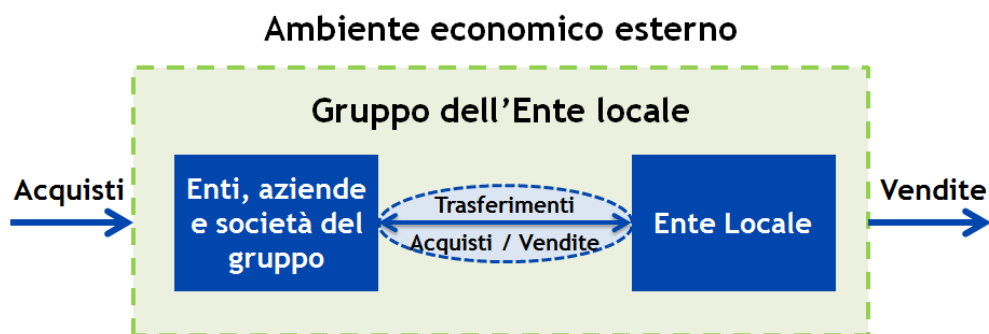 Ambiente economico esterno
Gruppo dell'Ente locale
Acquisti
Enti, aziende
e società del
gruppo
Trasferimenti
Acquisti / Vendite
Ente Locale
Vendite